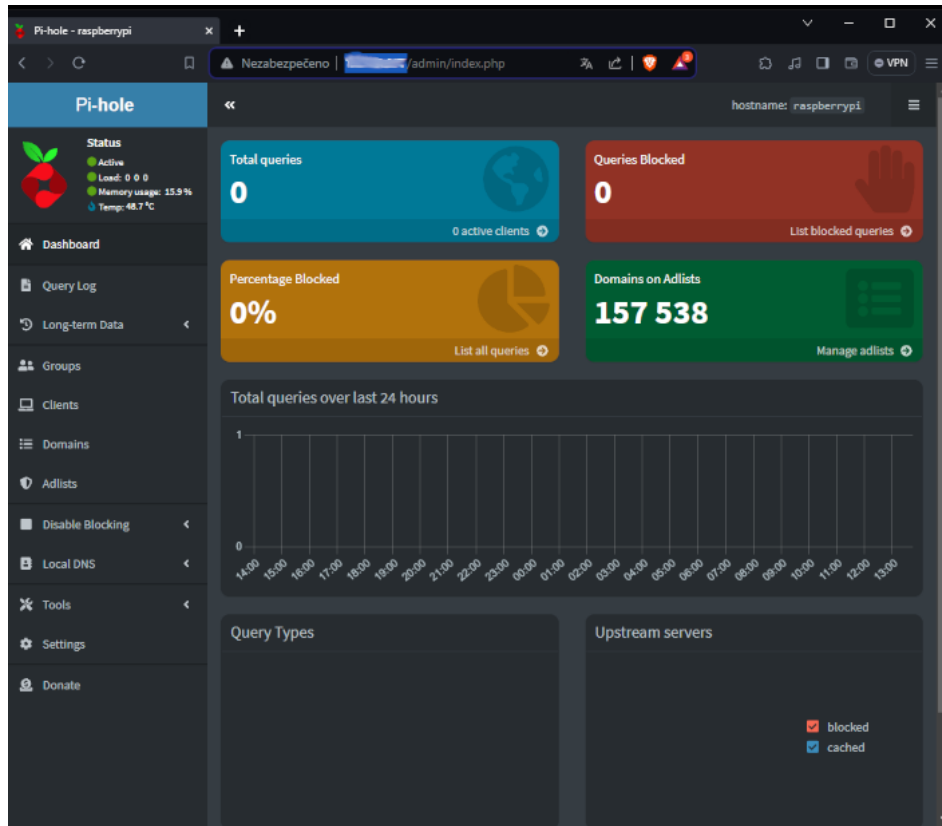 Pi-hole - raspberrypi
Nezabezpečeno
/admin/index.php
VPN
Pi-hole
hostname: raspberrypi
Status
Active
Load: 0 0 0
Memory usage: 15.9 %
Temp: 48.7 °C
Dashboard
Query Log
Long-term Data
Groups
Clients
Domains
Adlists
Disable Blocking
Local DNS
Tools
Settings
Donate
Total queries
0
0 active clients
Queries Blocked
0
List blocked queries
Percentage Blocked
0%
List all queries
Domains on Adlists
157 538
Manage adlists
Total queries over last 24 hours
1
0
14:00 15:00 16:00 17:00 18:00 19:00 20:00 21:00 22:00 23:00 00:00 01:00 02:00 03:00 04:00 05:00 06:00 07:00 08:00 09:00 10:00 11:00 12:00 13:00
Query Types
Upstream servers
blocked
cached